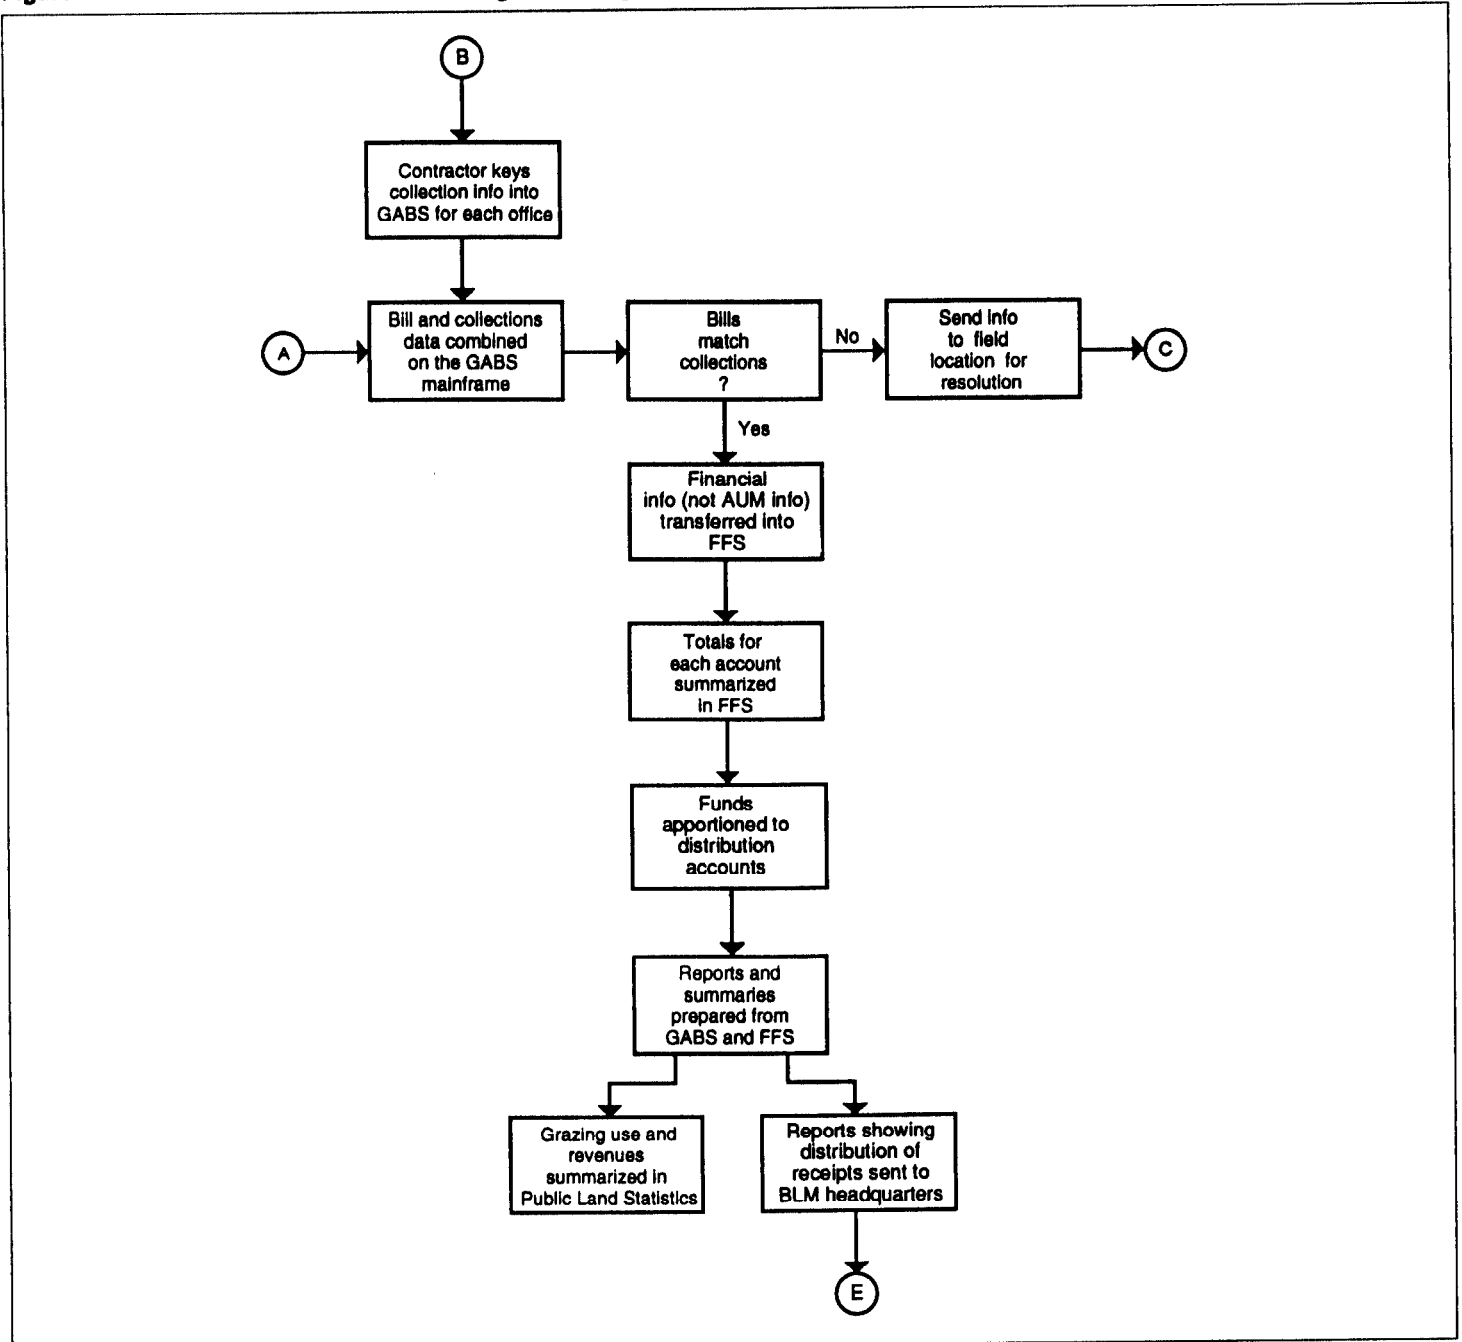 B
Contractor keys
collection info into
GABS for each office
A
Bill and collections
data combined
on the GABS
mainframe
Bills
match
collections
?
No
Send info
to field
location for
resolution
C
Yes
Financial
info (not AUM info)
transferred into
FFS
Totals for
each account
summarized
in FFS
Funds
apportioned to
distribution
accounts
Reports and
summaries
prepared from
GABS and FFS
Grazing use and
revenues
summarized in
Public Land Statistics
Reports showing
distribution of
receipts sent to
BLM headquarters
E